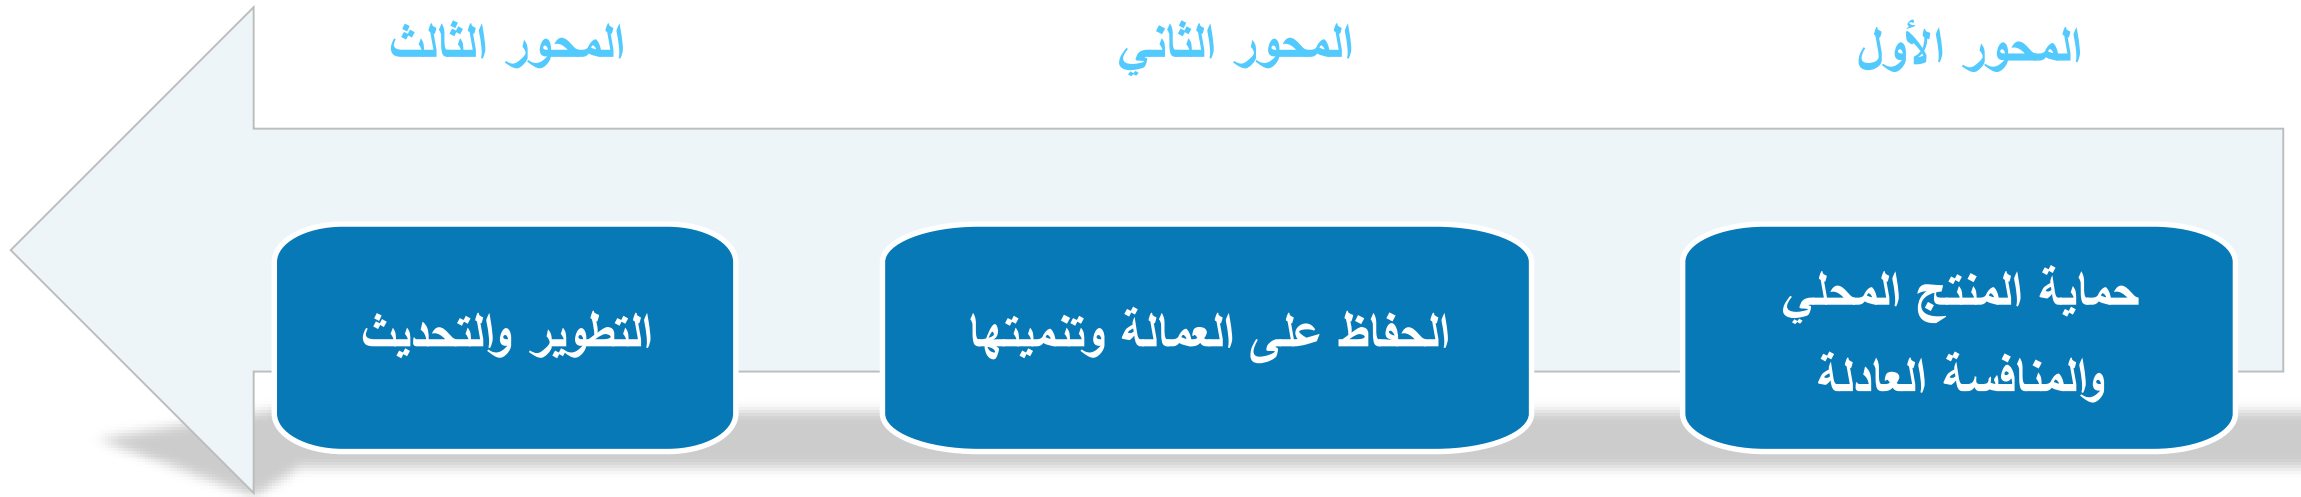 المحور الأول
المحور الثاني
المحور الثالث
حماية المنتج المحلي
والمنافسة العادلة
الحفاظ على العمالة وتنميتها
التطوير والتحديث